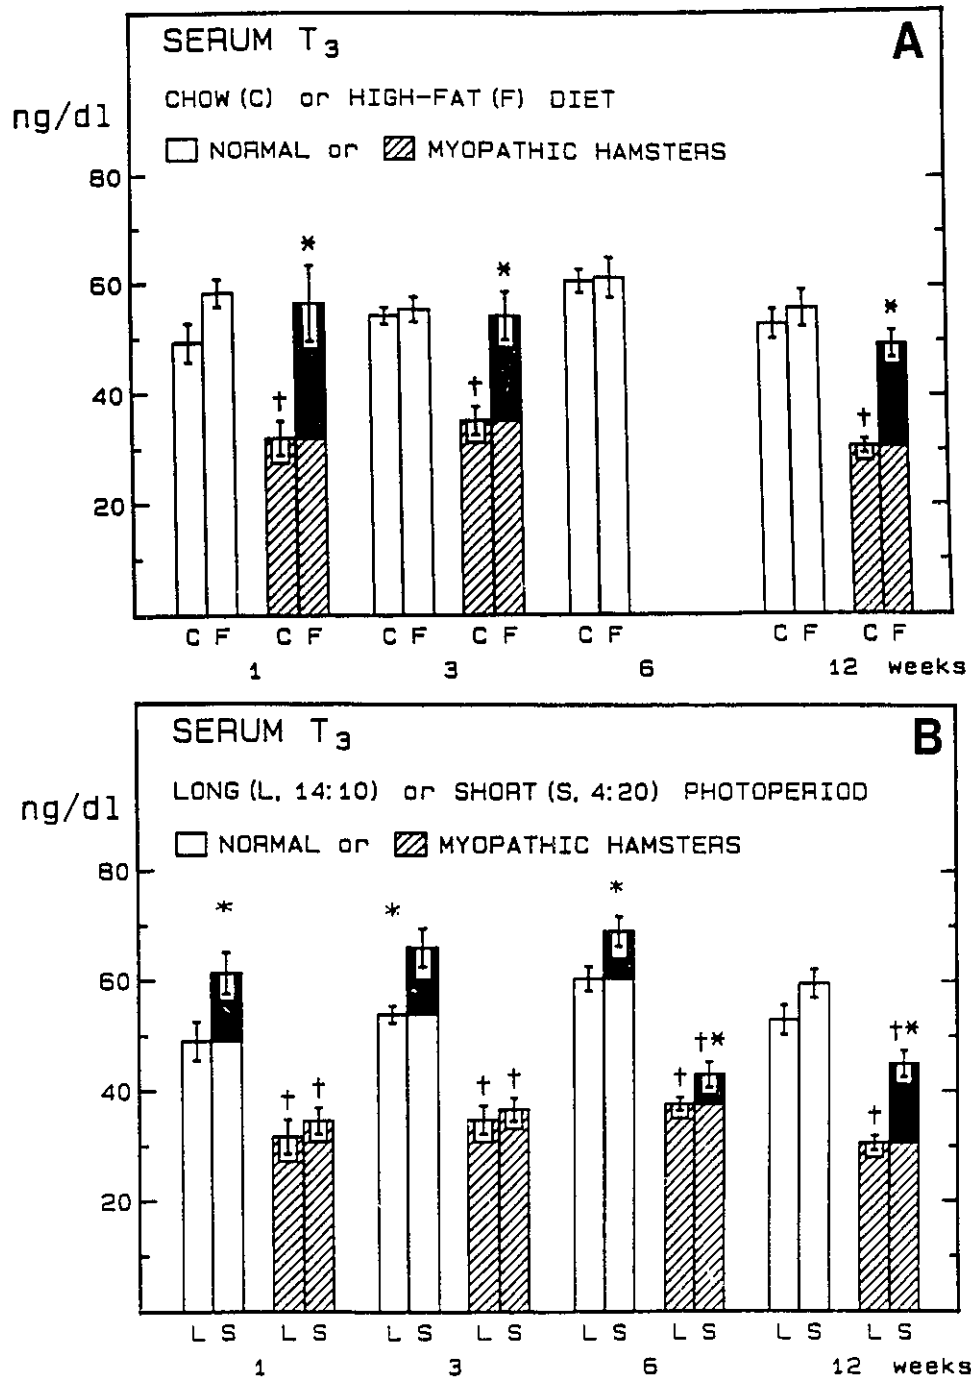 SERUM T3 A
CHOW (C) or HIGH-FAT (F) DIET
ng/dl
NORMAL or MYOPATHIC HAMSTERS
80
60
40
20
* * *
† † †
C F C F C F C F C F C F C F
1 3 6 12 weeks
SERUM T3 B
LONG (L, 14:10) or SHORT (S, 4:20) PHOTOPERIOD
ng/dl
NORMAL or MYOPATHIC HAMSTERS
80
60
40
20
* * *
† † † † † †* † †*
L S L S L S L S L S L S L S L S
1 3 6 12 weeks